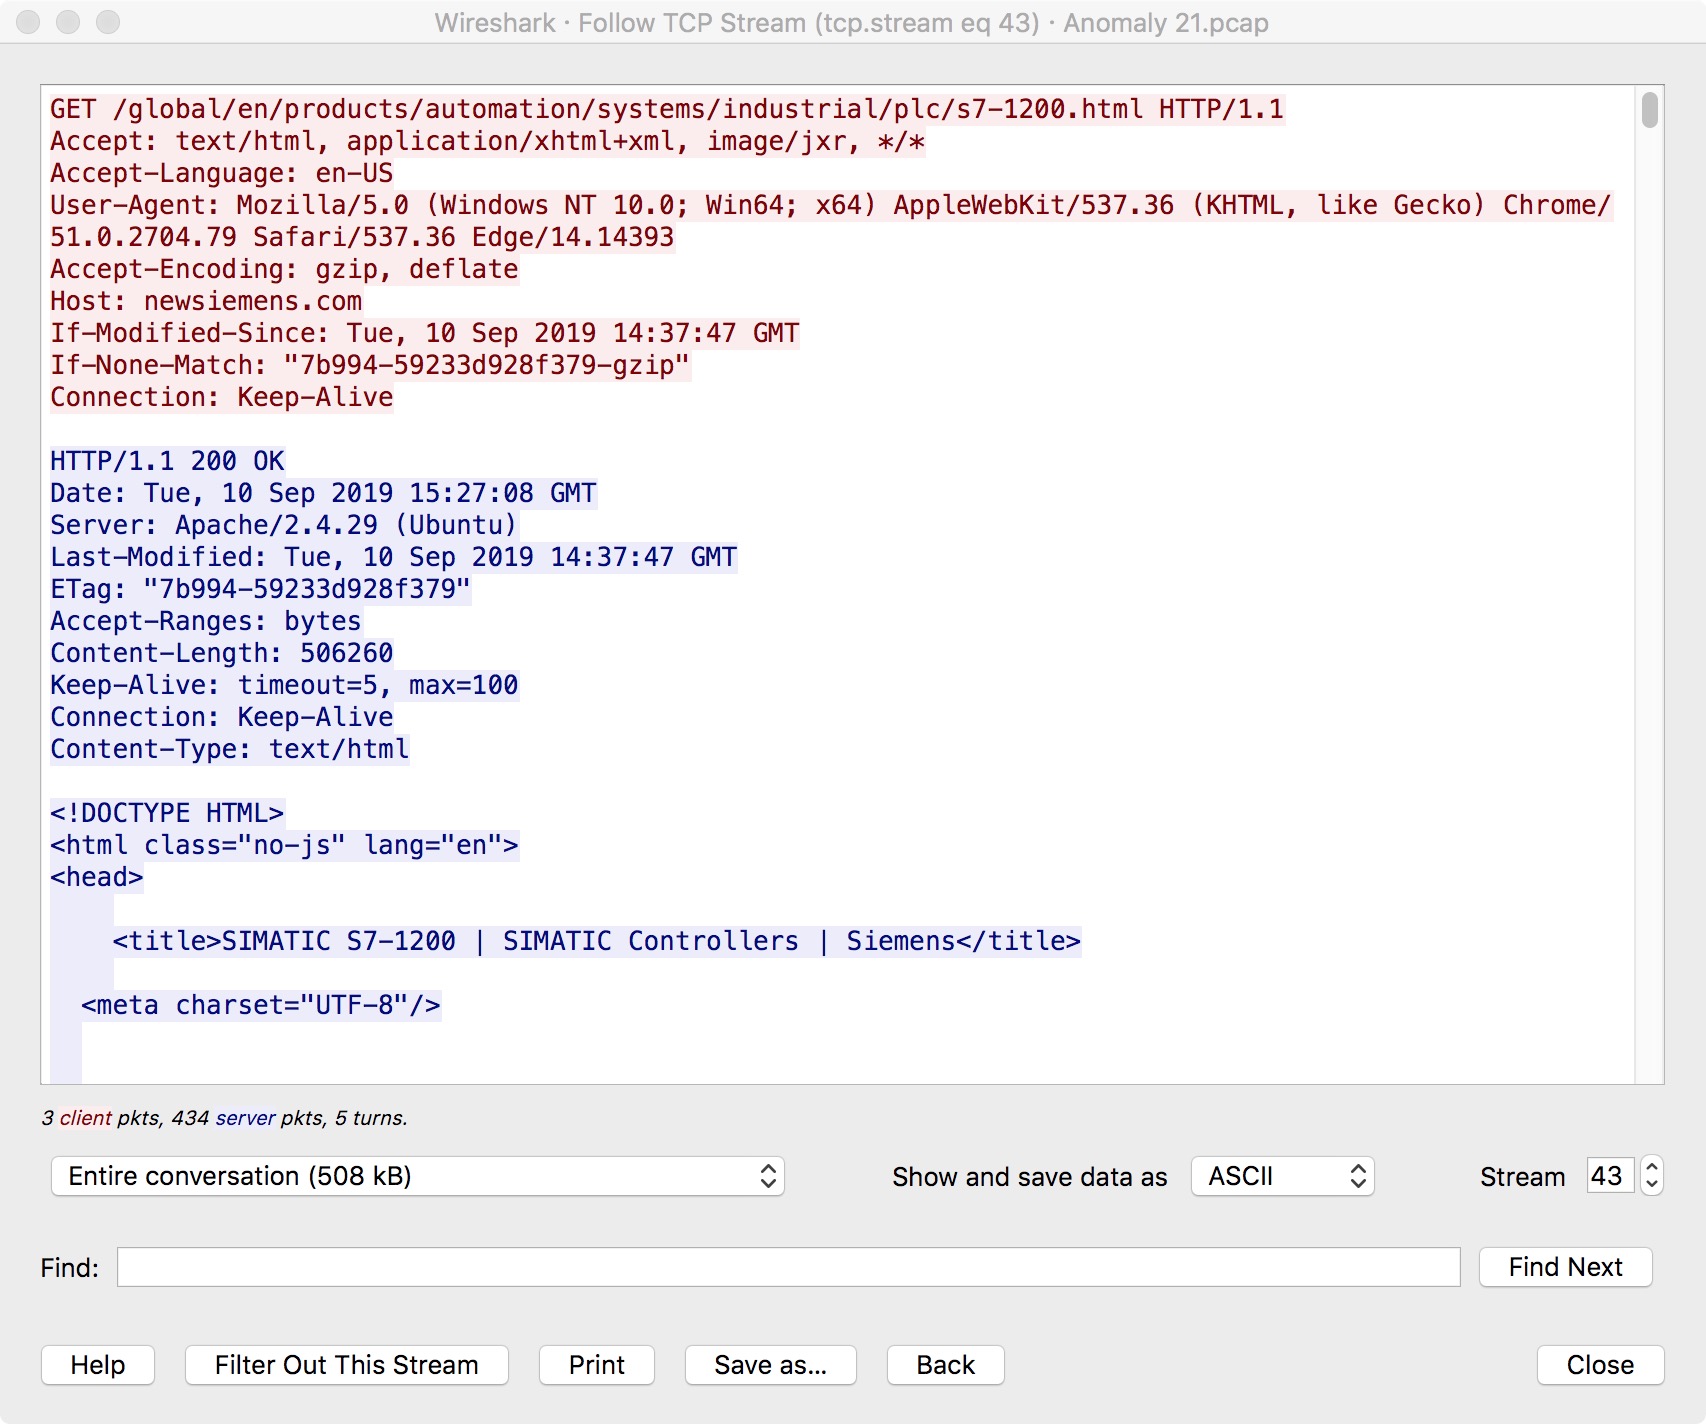 Wireshark · Follow TCP Stream (tcp.stream eq 43) · Anomaly 21.pcap
GET /global/en/products/automation/systems/industrial/plc/s7-1200.html HTTP/1.1
Accept: text/html, application/xhtml+xml, image/jxr, */*
Accept-Language: en-US
User-Agent: Mozilla/5.0 (Windows NT 10.0; Win64; x64) AppleWebKit/537.36 (KHTML, like Gecko) Chrome/
51.0.2704.79 Safari/537.36 Edge/14.14393
Accept-Encoding: gzip, deflate
Host: newsiemens.com
If-Modified-Since: Tue, 10 Sep 2019 14:37:47 GMT
If-None-Match: "7b994-59233d928f379-gzip"
Connection: Keep-Alive
HTTP/1.1 200 OK
Date: Tue, 10 Sep 2019 15:27:08 GMT
Server: Apache/2.4.29 (Ubuntu)
Last-Modified: Tue, 10 Sep 2019 14:37:47 GMT
ETag: "7b994-59233d928f379"
Accept-Ranges: bytes
Content-Length: 506260
Keep-Alive: timeout=5, max=100
Connection: Keep-Alive
Content-Type: text/html
<!DOCTYPE HTML>
<html class="no-js" lang="en">
<head>
<title>SIMATIC S7-1200 | SIMATIC Controllers | Siemens</title>
<meta charset="UTF-8"/>
3 client pkts, 434 server pkts, 5 turns.
Entire conversation (508 kB) Show and save data as ASCII Stream 43
Find: Find Next
Help Filter Out This Stream Print Save as... Back Close